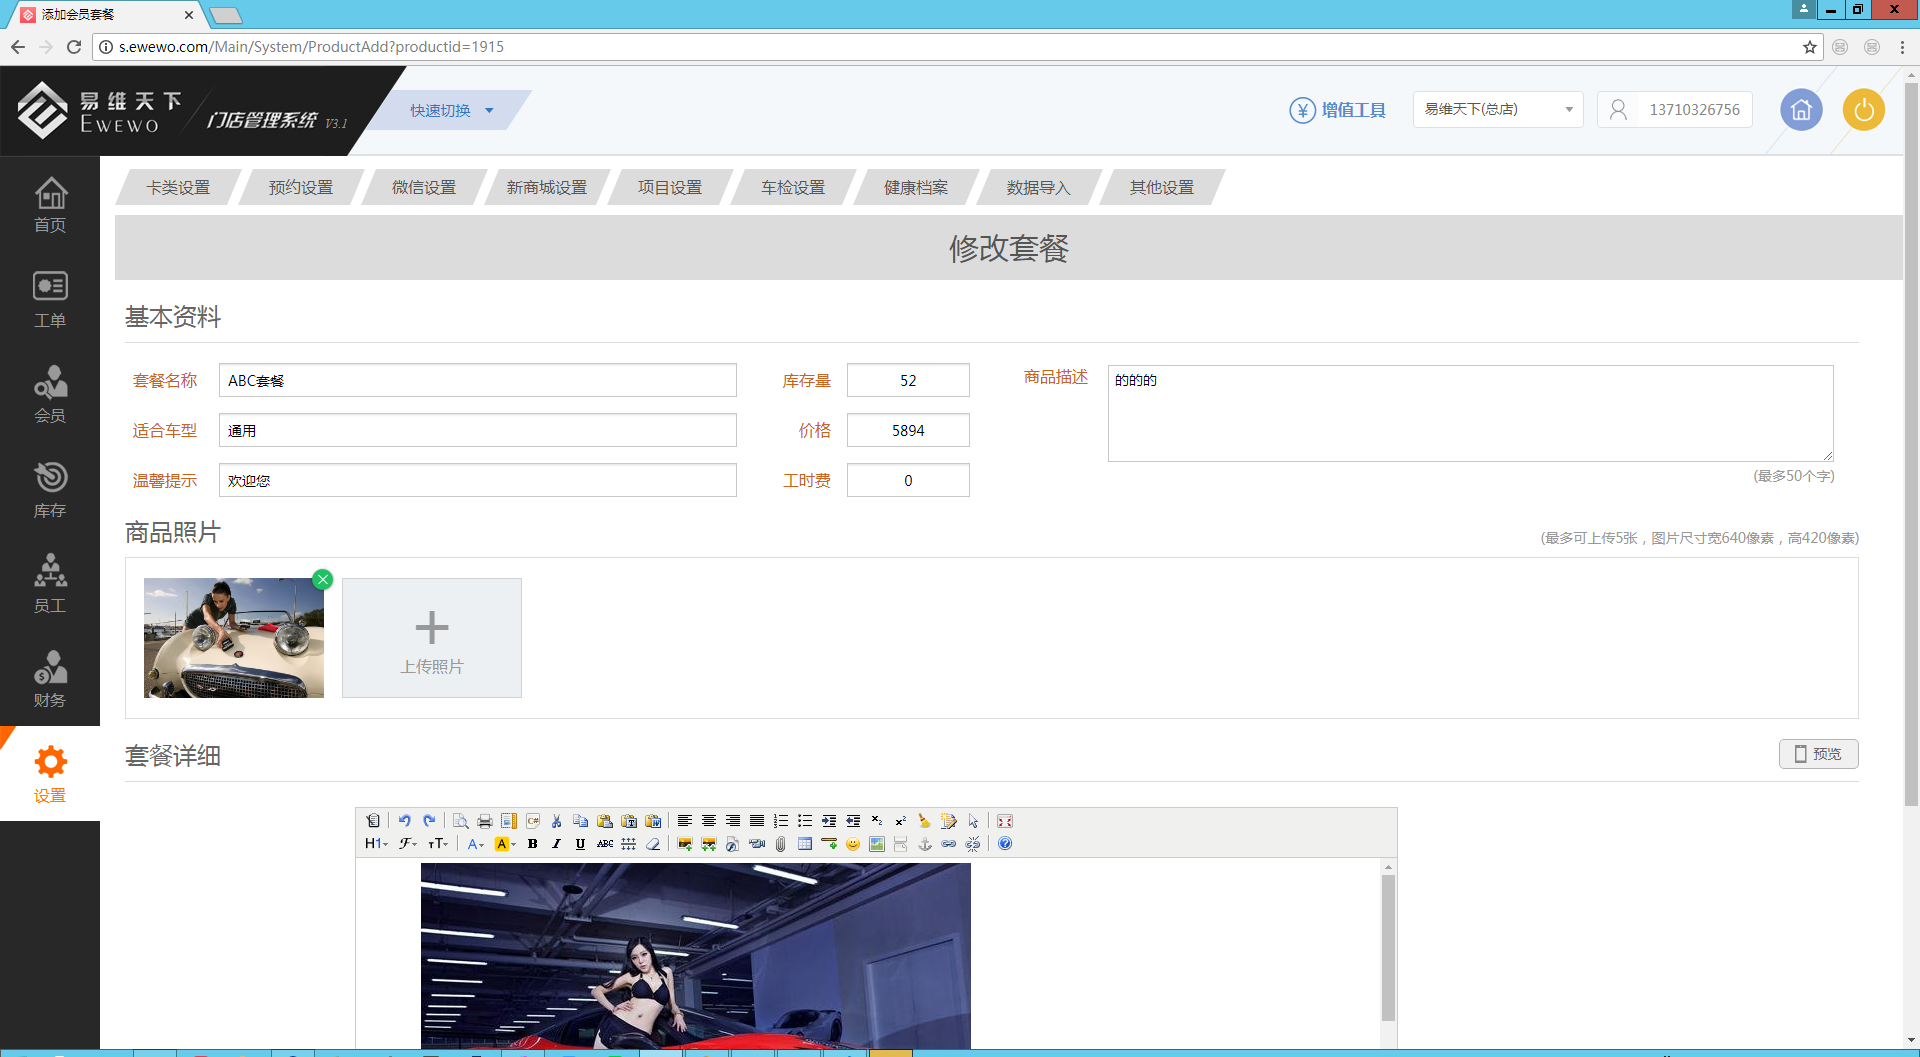 添加会员套餐
s.ewewo.com/Main/System/ProductAdd?productid=1915
易维天下
EWEWO
门店管理系统 V3.1
快速切换
增值工具
易维天下(总店)
13710326756
首页
工单
会员
库存
员工
财务
设置
卡类设置 预约设置 微信设置 新商城设置 项目设置 车检设置 健康档案 数据导入 其他设置
修改套餐
基本资料
套餐名称 ABC套餐 库存量 52 商品描述 的的的
适合车型 通用 价格 5894
温馨提示 欢迎您 工时费 0
(最多50个字)
商品照片
(最多可上传5张，图片尺寸宽640像素，高420像素)
上传照片
套餐详细
预览